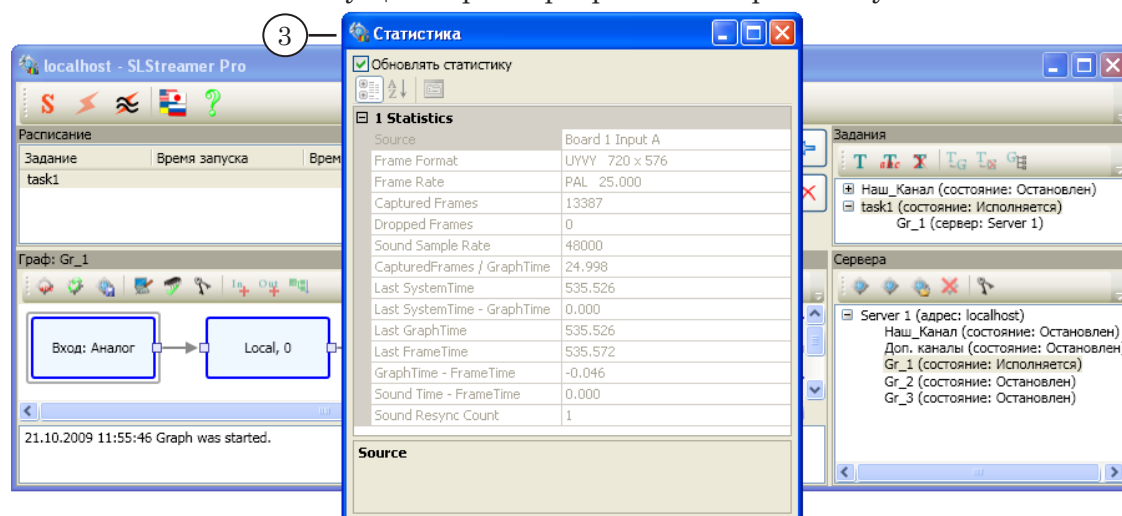 3
Статистика
Обновлять статистику
1 Statistics
Source Board 1 Input A
Frame Format UYVY 720 x 576
Frame Rate PAL 25.000
Captured Frames 13387
Dropped Frames 0
Sound Sample Rate 48000
CapturedFrames / GraphTime 24.998
Last SystemTime 535.526
Last SystemTime - GraphTime 0.000
Last GraphTime 535.526
Last FrameTime 535.572
GraphTime - FrameTime -0.046
Sound Time - FrameTime 0.000
Sound Resync Count 1
Source
localhost - SLStreamer Pro
Расписание
Задание Время запуска Врем
task1
Граф: Gr_1
Вход: Аналог
Local, 0
21.10.2009 11:55:46 Graph was started.
Задания
Наш_Канал (состояние: Остановлен)
task1 (состояние: Исполняется)
Gr_1 (сервер: Server 1)
Сервера
Server 1 (адрес: localhost)
Наш_Канал (состояние: Остановлен)
Доп. каналы (состояние: Остановлен)
Gr_1 (состояние: Исполняется)
Gr_2 (состояние: Остановлен)
Gr_3 (состояние: Остановлен)